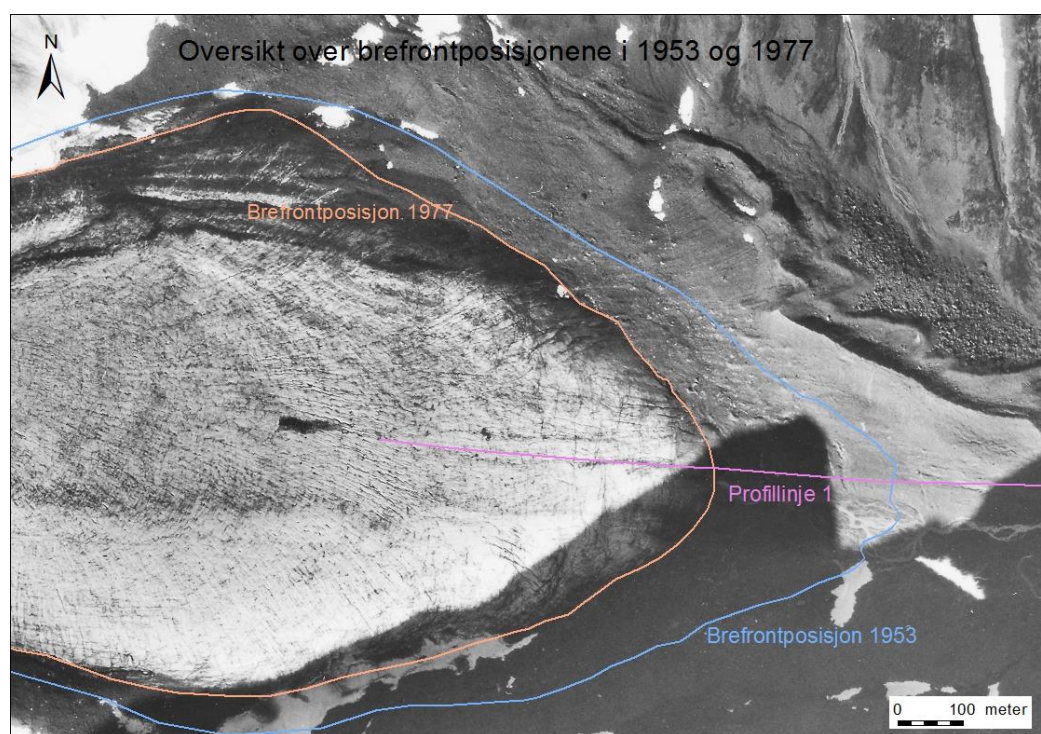 N
Oversikt over brefrontposisjonene i 1953 og 1977
Brefrontposisjon 1977
Profillinje 1
Brefrontposisjon 1953
0 100 meter